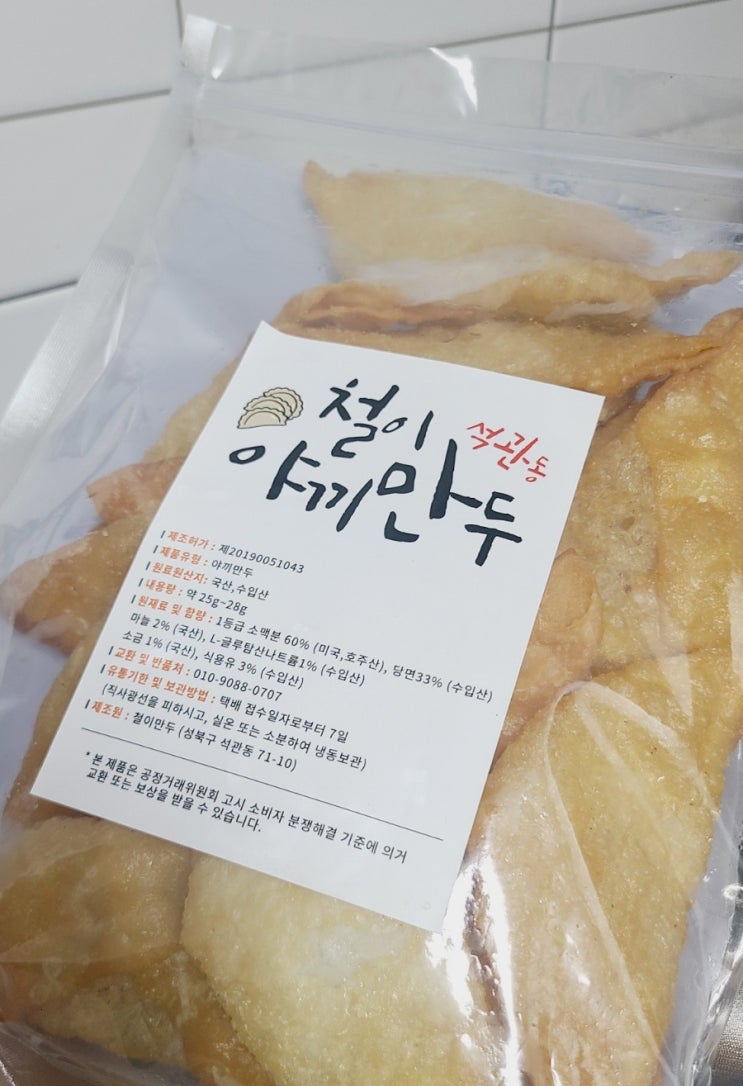 철이
석관동
야끼만두
제조허가 : 제20190051043
제품유형 : 야끼만두
원료원산지: 국산,수입산
내용량 : 약 25g~28g
원재료 및 함량 : 1등급 소맥분 60% (미국,호주산), 당면33% (수입산)
마늘 2% (국산), L-글루탐산나트륨1% (수입산)
소금 1% (국산), 식용유 3% (수입산)
교환 및 반품처 : 010-9088-0707
유통기한 및 보관방법 : 택배 접수일자로부터 7일
(직사광선을 피하시고, 실온 또는 소분하여 냉동보관)
제조원 : 철이만두 (성북구 석관동 71-10)
* 본 제품은 공정거래위원회 고시 소비자 분쟁해결 기준에 의거
교환 또는 보상을 받을 수 있습니다.